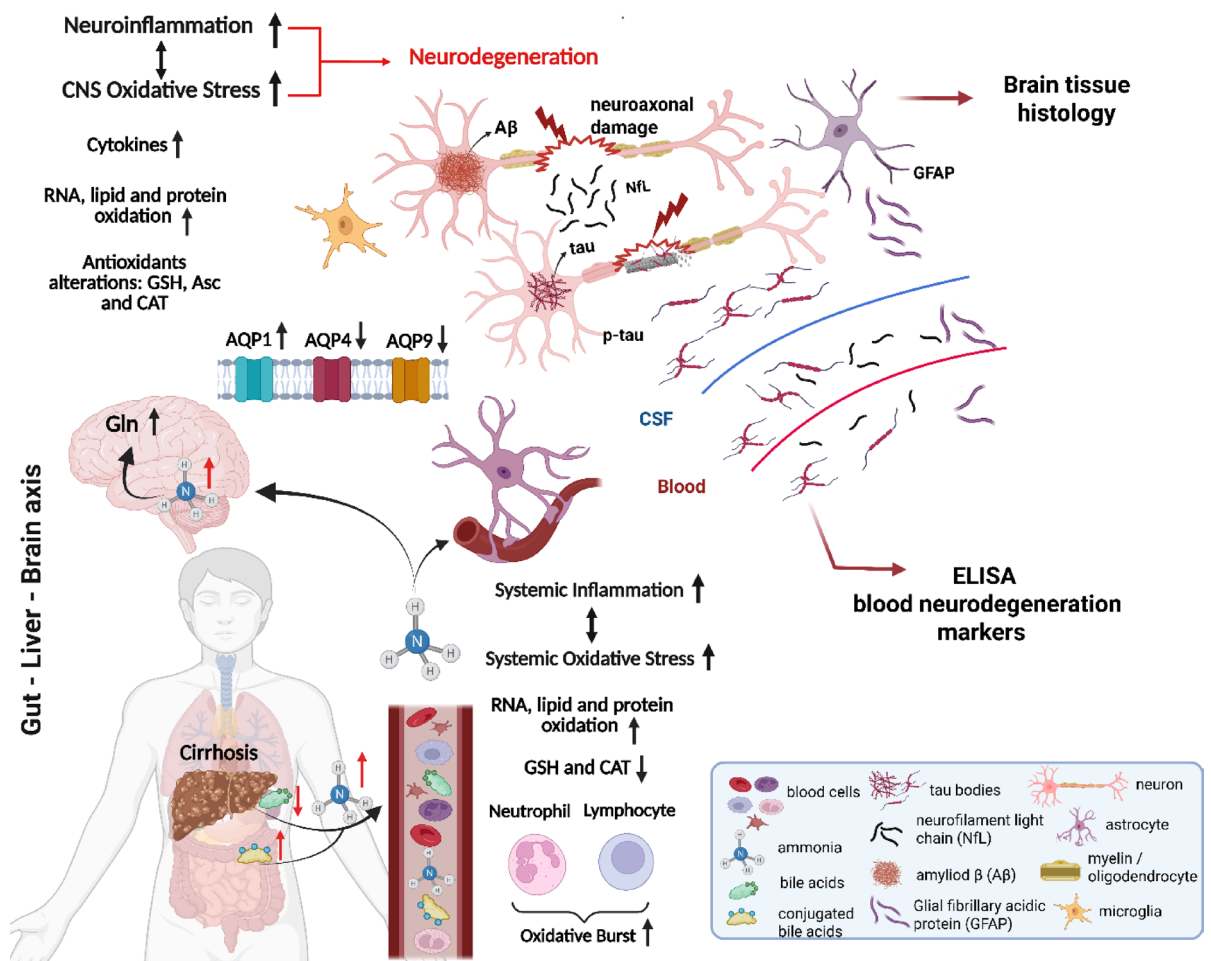 Neuroinflammation
CNS Oxidative Stress
Neurodegeneration
Cytokines
RNA, lipid and protein
oxidation
Antioxidants
alterations: GSH, Asc
and CAT
Aβ
neuroaxonal
damage
NfL
tau
p-tau
GFAP
Brain tissue
histology
AQP1
AQP4
AQP9
CSF
Blood
Gln
H
N
H
H
H
Gut - Liver - Brain axis
ELISA
blood neurodegeneration
markers
H
N
H
H
H
Systemic Inflammation
Systemic Oxidative Stress
RNA, lipid and protein
oxidation
GSH and CAT
Neutrophil
Lymphocyte
Oxidative Burst
Cirrhosis
H
N
H
H
H
H
N
H
H
H
blood cells
H
N
H
H
H
ammonia
bile acids
conjugated
bile acids
tau bodies
neurofilament light
chain (NfL)
amyliod β (Aβ)
Glial fibrillary acidic
protein (GFAP)
neuron
astrocyte
myelin /
oligodendrocyte
microglia